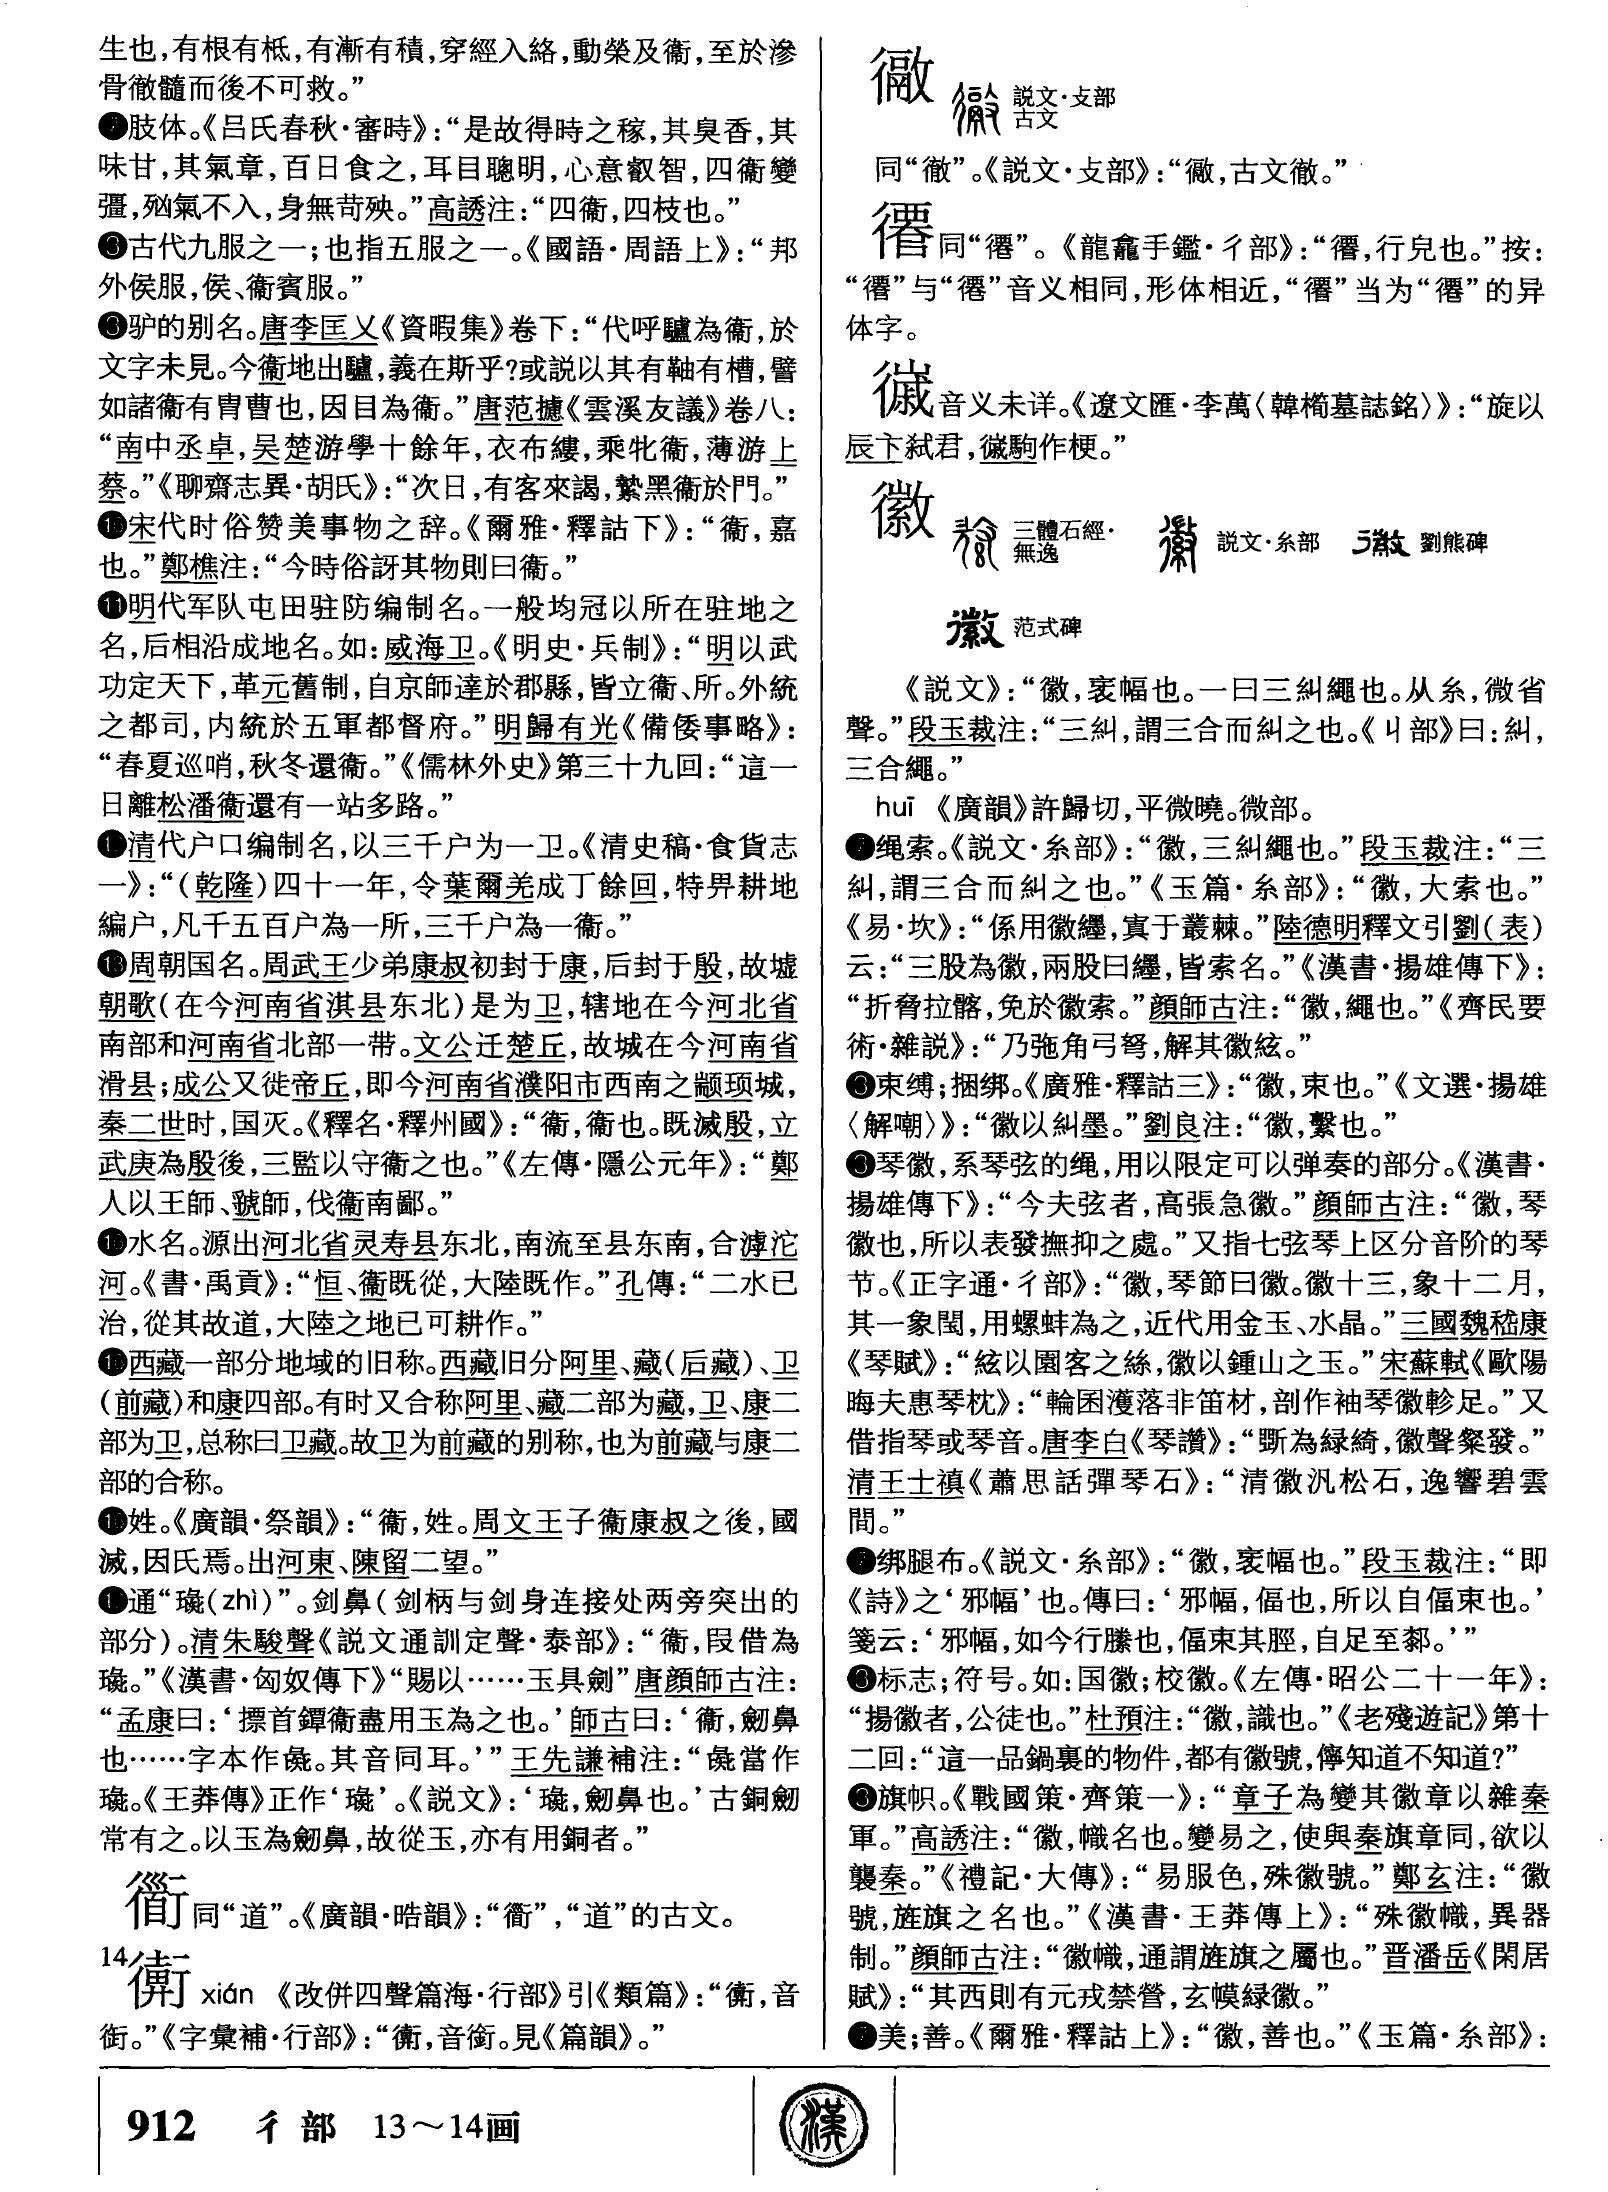 生也,有根有柢,有漸有積,穿經入絡,動榮及衞,至於滲
骨徹髓而後不可救。”
❼肢体。《吕氏春秋·審時》:“是故得時之稼,其臭香,其
味甘,其氣章,百日食之,耳目聰明,心意叡智,四衞變
彊,殈氣不入,身無苛殃。”高誘注:“四衞,四枝也。”
❽古代九服之一;也指五服之一。《國語·周語上》:“邦
外侯服,侯、衞賓服。”
❾驴的别名。唐李匡乂《資暇集》卷下:“代呼驢為衞,於
文字未見。今衞地出驢,義在斯乎?或説以其有軸有槽,譬
如諸衞有胄曹也,因目為衞。”唐范摅《雲溪友議》卷八:
“南中丞卓,吴楚游學十餘年,衣布縷,乘牝衞,薄游上
蔡。”《聊齋志異·胡氏》:“次日,有客來謁,縶黑衞於門。”
❿宋代时俗赞美事物之辞。《爾雅·釋詁下》:“衞,嘉
也。”鄭樵注:“今時俗訝其物則曰衞。”
⓫明代军队屯田驻防编制名。一般均冠以所在驻地之
名,后相沿成地名。如:威海卫。《明史·兵制》:“明以武
功定天下,革元舊制,自京師達於郡縣,皆立衞、所。外統
之都司,内統於五軍都督府。”明歸有光《備倭事略》:
“春夏巡哨,秋冬還衞。”《儒林外史》第三十九回:“這一
日離松潘衞還有一站多路。”
⓬清代户口编制名,以三千户为一卫。《清史稿·食貨志
一》:“(乾隆)四十一年,令葉爾羌成丁餘回,特畀耕地
編户,凡千五百户為一所,三千户為一衞。”
⓭周朝国名。周武王少弟康叔初封于康,后封于殷,故墟
朝歌(在今河南省淇县东北)是为卫,辖地在今河北省
南部和河南省北部一带。文公迁楚丘,故城在今河南省
滑县;成公又徙帝丘,即今河南省濮阳市西南之颛顼城,
秦二世时,国灭。《釋名·釋州國》:“衞,衞也。既滅殷,立
武庚為殷後,三監以守衞之也。”《左傳·隱公元年》:“鄭
人以王師、虢師,伐衞南鄙。”
⓮水名。源出河北省灵寿县东北,南流至县东南,合滹沱
河。《書·禹貢》:“恒、衞既從,大陸既作。”孔傳:“二水已
治,從其故道,大陸之地已可耕作。”
⓯西藏一部分地域的旧称。西藏旧分阿里、藏(后藏)、卫
(前藏)和康四部。有时又合称阿里、藏二部为藏,卫、康二
部为卫,总称曰卫藏。故卫为前藏的别称,也为前藏与康二
部的合称。
⓰姓。《廣韻·祭韻》:“衞,姓。周文王子衞康叔之後,國
滅,因氏焉。出河東、陳留二望。”
⓱通“璏(zhì)”。剑鼻(剑柄与剑身连接处两旁突出的
部分)。清朱駿聲《説文通訓定聲·泰部》:“衞,叚借為
璏。”《漢書·匈奴傳下》“賜以……玉具劍”唐顔師古注:
“孟康曰:‘摽首鐔衞盡用玉為之也。’師古曰:‘衞,劒鼻
也……字本作彘。其音同耳。’”王先謙補注:“彘當作
璏。《王莽傳》正作‘璏’。《説文》:‘璏,劒鼻也。’古銅劒
常有之。以玉為劒鼻,故從玉,亦有用銅者。”
衜同“道”。《廣韻·晧韻》:“衜”,“道”的古文。
14 xián 《改併四聲篇海·行部》引《類篇》:“,音
衘。”《字彙補·行部》:“,音銜。見《篇韻》。”
徶 説文·攴部
古文
同“徹”。《説文·攴部》:“,古文徹。”
同“䙴”。《龍龕手鑑·彳部》:“,行皃也。”按:
“”与“”音义相同,形体相近,“”当为“”的异
体字。
音义未详。《遼文匯·李萬〈韓橁墓誌銘〉》:“旋以
辰卞弑君,駒作梗。”
徽 三體石經·
無逸 説文·糸部 劉熊碑
范式碑
《説文》:“徽,衺幅也。一曰三糾繩也。从糸,微省
聲。”段玉裁注:“三糾,謂三合而糾之也。《丩部》曰:糾,
三合繩。”
huī 《廣韻》許歸切,平微曉。微部。
❶绳索。《説文·糸部》:“徽,三糾繩也。”段玉裁注:“三
糾,謂三合而糾之也。”《玉篇·糸部》:“徽,大索也。”
《易·坎》:“係用徽纆,寘于叢棘。”陸德明釋文引劉(表)
云:“三股為徽,兩股曰纆,皆索名。”《漢書·揚雄傳下》:
“折脅拉髂,免於徽索。”顔師古注:“徽,繩也。”《齊民要
術·雜説》:“乃弛角弓弩,解其徽絃。”
❷束缚;捆绑。《廣雅·釋詁三》:“徽,束也。”《文選·揚雄
〈解嘲〉》:“徽以糾墨。”劉良注:“徽,繫也。”
❸琴徽,系琴弦的绳,用以限定可以弹奏的部分。《漢書·
揚雄傳下》:“今夫弦者,高張急徽。”顔師古注:“徽,琴
徽也,所以表發撫抑之處。”又指七弦琴上区分音阶的琴
节。《正字通·彳部》:“徽,琴節曰徽。徽十三,象十二月,
其一象閏,用螺蚌為之,近代用金玉、水晶。”三國魏嵇康
《琴賦》:“絃以園客之絲,徽以鍾山之玉。”宋蘇軾《歐陽
晦夫惠琴枕》:“輪囷濩落非笛材,剖作袖琴徽軫足。”又
借指琴或琴音。唐李白《琴讚》:“斲為緑綺,徽聲粲發。”
清王士禛《蕭思話彈琴石》:“清徽汎松石,逸響碧雲
間。”
❹绑腿布。《説文·糸部》:“徽,衺幅也。”段玉裁注:“即
《詩》之‘邪幅’也。傳曰:‘邪幅,偪也,所以自偪束也。’
箋云:‘邪幅,如今行縢也,偪束其脛,自足至厀。’”
❺标志;符号。如:国徽;校徽。《左傳·昭公二十一年》:
“揚徽者,公徒也。”杜預注:“徽,識也。”《老殘遊記》第十
二回:“這一品鍋裏的物件,都有徽號,儜知道不知道?”
❻旗帜。《戰國策·齊策一》:“章子為變其徽章以雜秦
軍。”高誘注:“徽,幟名也。變易之,使與秦旗章同,欲以
襲秦。”《禮記·大傳》:“易服色,殊徽號。”鄭玄注:“徽
號,旌旗之名也。”《漢書·王莽傳上》:“殊徽幟,異器
制。”顔師古注:“徽幟,通謂旌旗之屬也。”晋潘岳《閑居
賦》:“其西則有元戎禁營,玄幙緑徽。”
❼美;善。《爾雅·釋詁上》:“徽,善也。”《玉篇·糸部》:
912 彳部 13～14画
漢